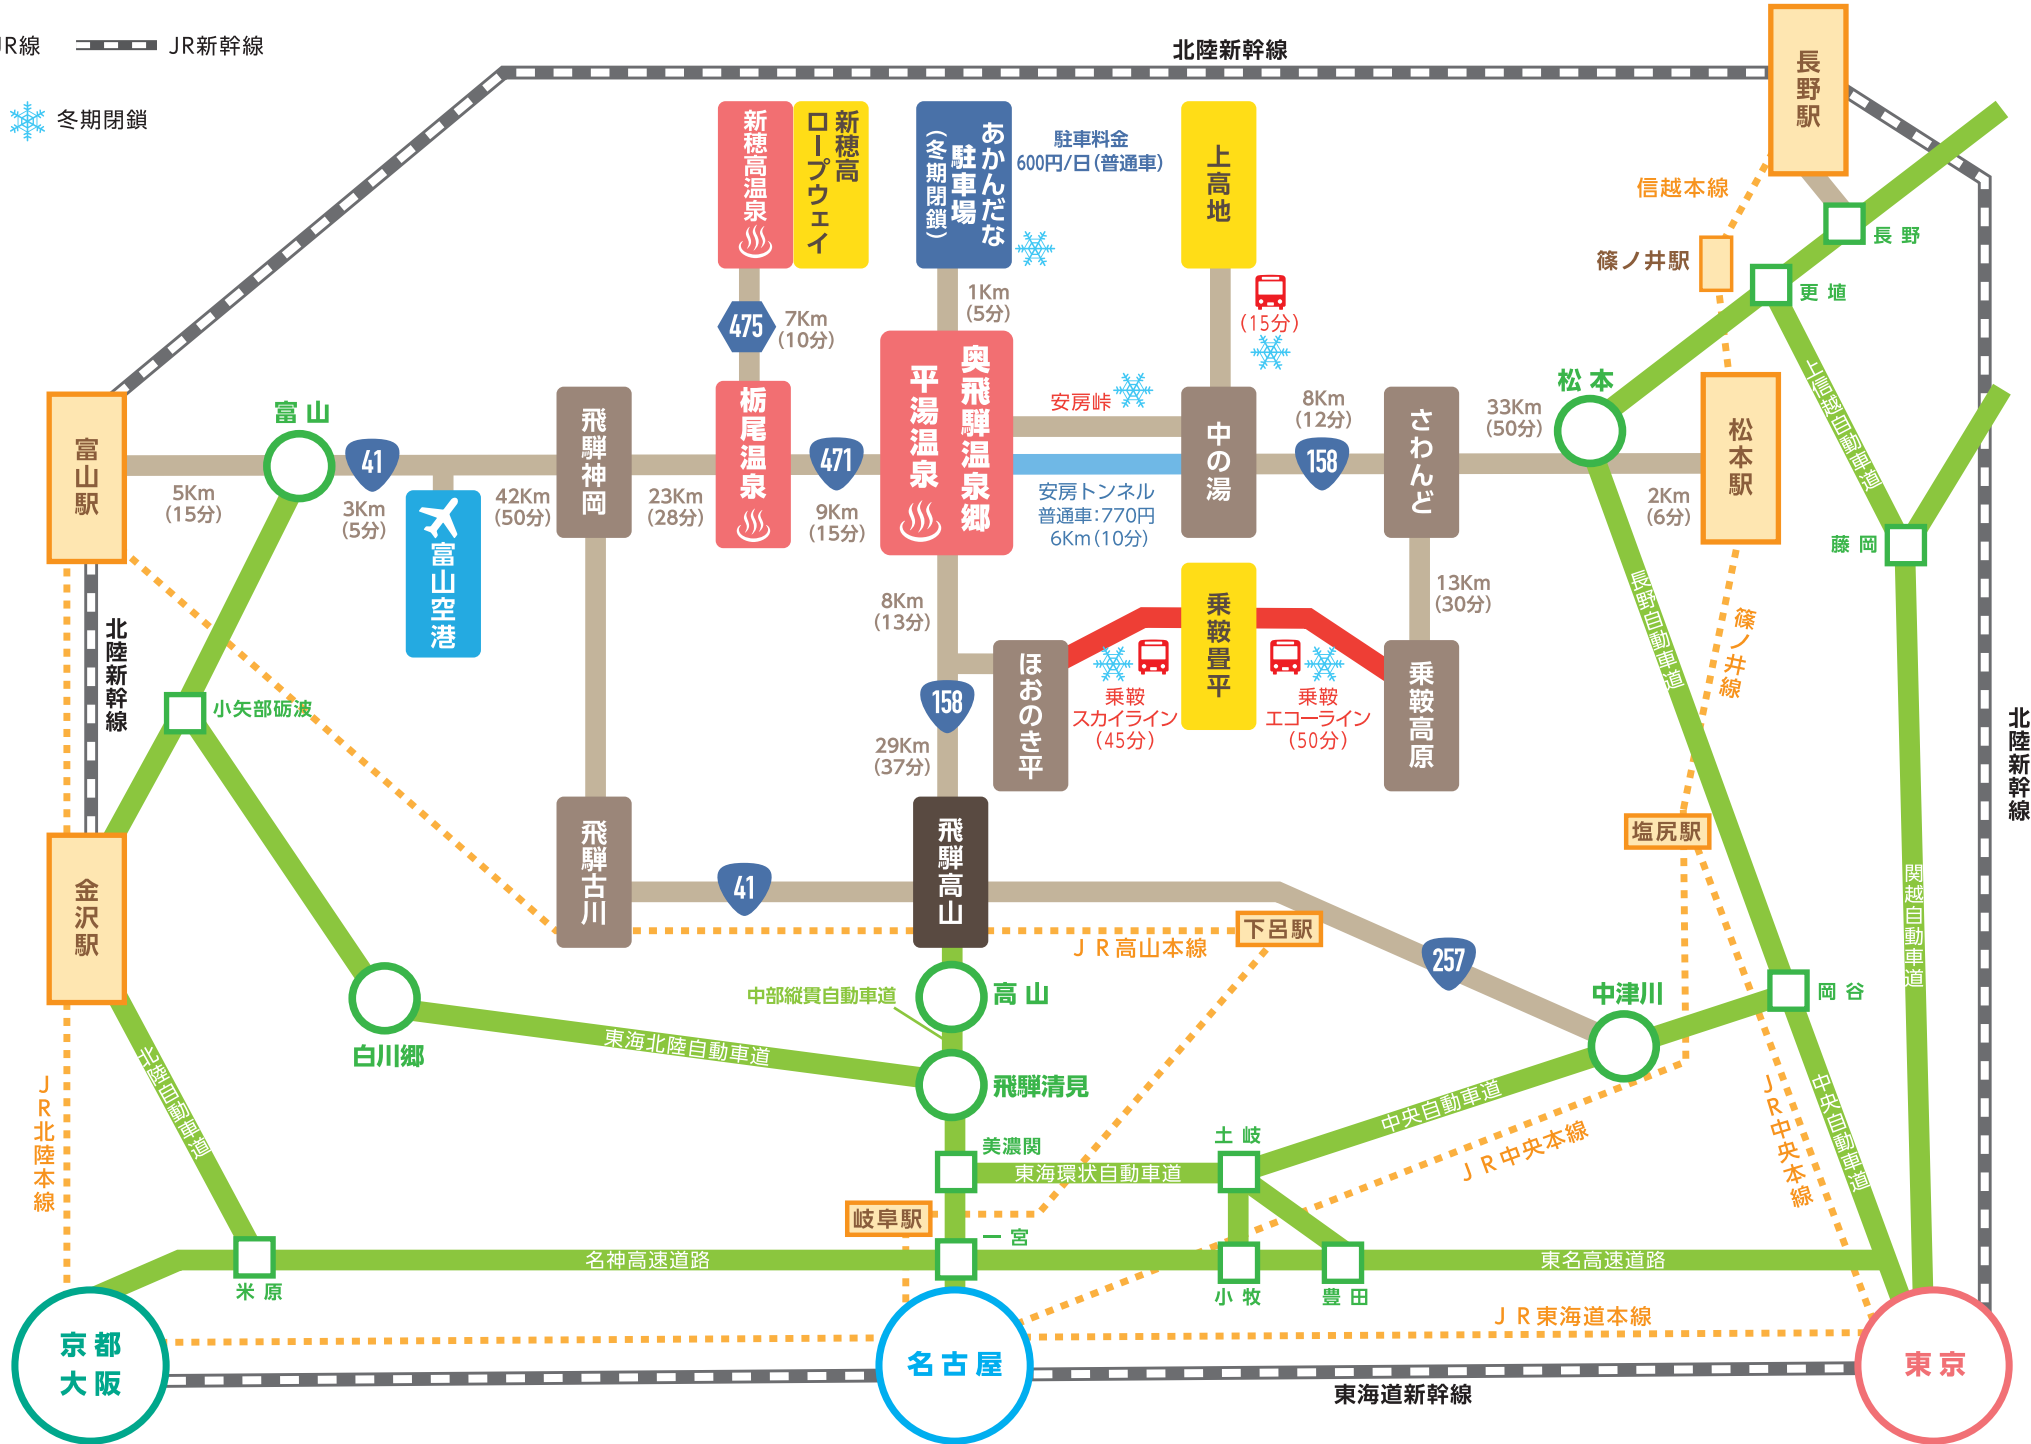 JR線
JR新幹線
冬期閉鎖
北陸新幹線
長野駅
新穂高温泉
新穂高
ロープウェイ
あかんだな
駐車場
(冬期閉鎖)
駐車料金
600円/日(普通車)
上高地
信越本線
長野
篠ノ井駅
更埴
1Km
(5分)
(15分)
475
7Km
(10分)
上信越自動車道
富山駅
富山
5Km
(15分)
41
3Km
(5分)
富山空港
42Km
(50分)
飛騨神岡
23Km
(28分)
栃尾温泉
471
9Km
(15分)
奥飛騨温泉郷
平湯温泉
安房峠
安房トンネル
普通車:770円
6Km(10分)
中の湯
8Km
(12分)
158
さわんど
33Km
(50分)
松本
2Km
(6分)
松本駅
藤岡
13Km
(30分)
長野自動車道
篠ノ井線
北陸新幹線
小矢部砺波
8Km
(13分)
158
29Km
(37分)
ほおのき平
乗鞍
スカイライン
(45分)
乗鞍畳平
乗鞍
エコーライン
(50分)
乗鞍高原
北陸新幹線
塩尻駅
関越自動車道
金沢駅
飛騨古川
41
飛騨高山
JR高山本線
下呂駅
257
中津川
岡谷
中部縦貫自動車道
高山
白川郷
東海北陸自動車道
飛騨清見
北陸自動車道
JR北陸本線
中央自動車道
JR中央本線
JR中央本線
中央自動車道
美濃関
東海環状自動車道
土岐
岐阜駅
一宮
米原
名神高速道路
小牧
豊田
東名高速道路
JR東海道本線
京都
大阪
名古屋
東京
東海道新幹線